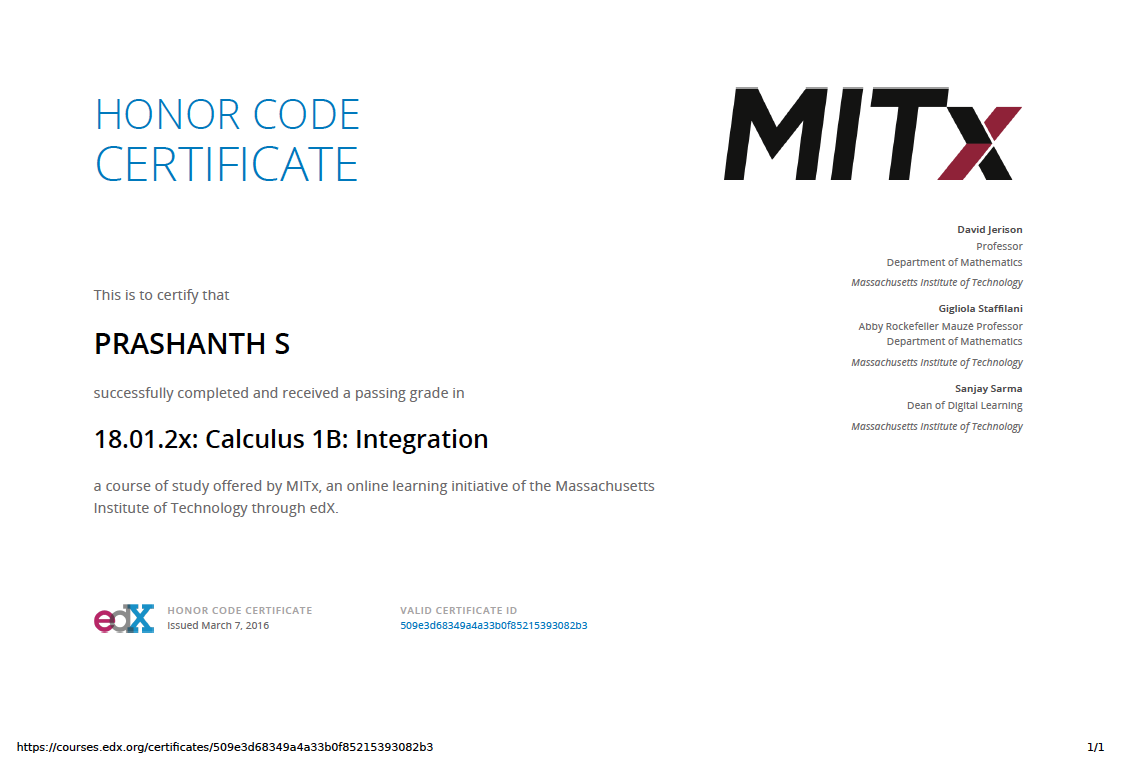 HONOR CODE
CERTIFICATE
MITx
David Jerison
Professor
Department of Mathematics
Massachusetts Institute of Technology
Gigliola Staffilani
Abby Rockefeller Mauzé Professor
Department of Mathematics
Massachusetts Institute of Technology
Sanjay Sarma
Dean of Digital Learning
Massachusetts Institute of Technology
This is to certify that
PRASHANTH S
successfully completed and received a passing grade in
18.01.2x: Calculus 1B: Integration
a course of study offered by MITx, an online learning initiative of the Massachusetts
Institute of Technology through edX.
edX
HONOR CODE CERTIFICATE
Issued March 7, 2016
VALID CERTIFICATE ID
509e3d68349a4a33b0f85215393082b3
https://courses.edx.org/certificates/509e3d68349a4a33b0f85215393082b3
1/1